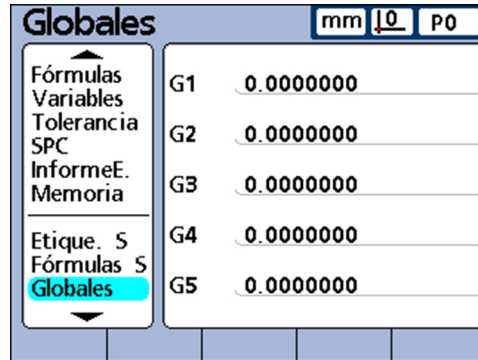 Globales
mm 0 P0
Fórmulas
Variables
Tolerancia
SPC
InformeE.
Memoria
Etique. S
Fórmulas S
Globales
G1 0.0000000
G2 0.0000000
G3 0.0000000
G4 0.0000000
G5 0.0000000